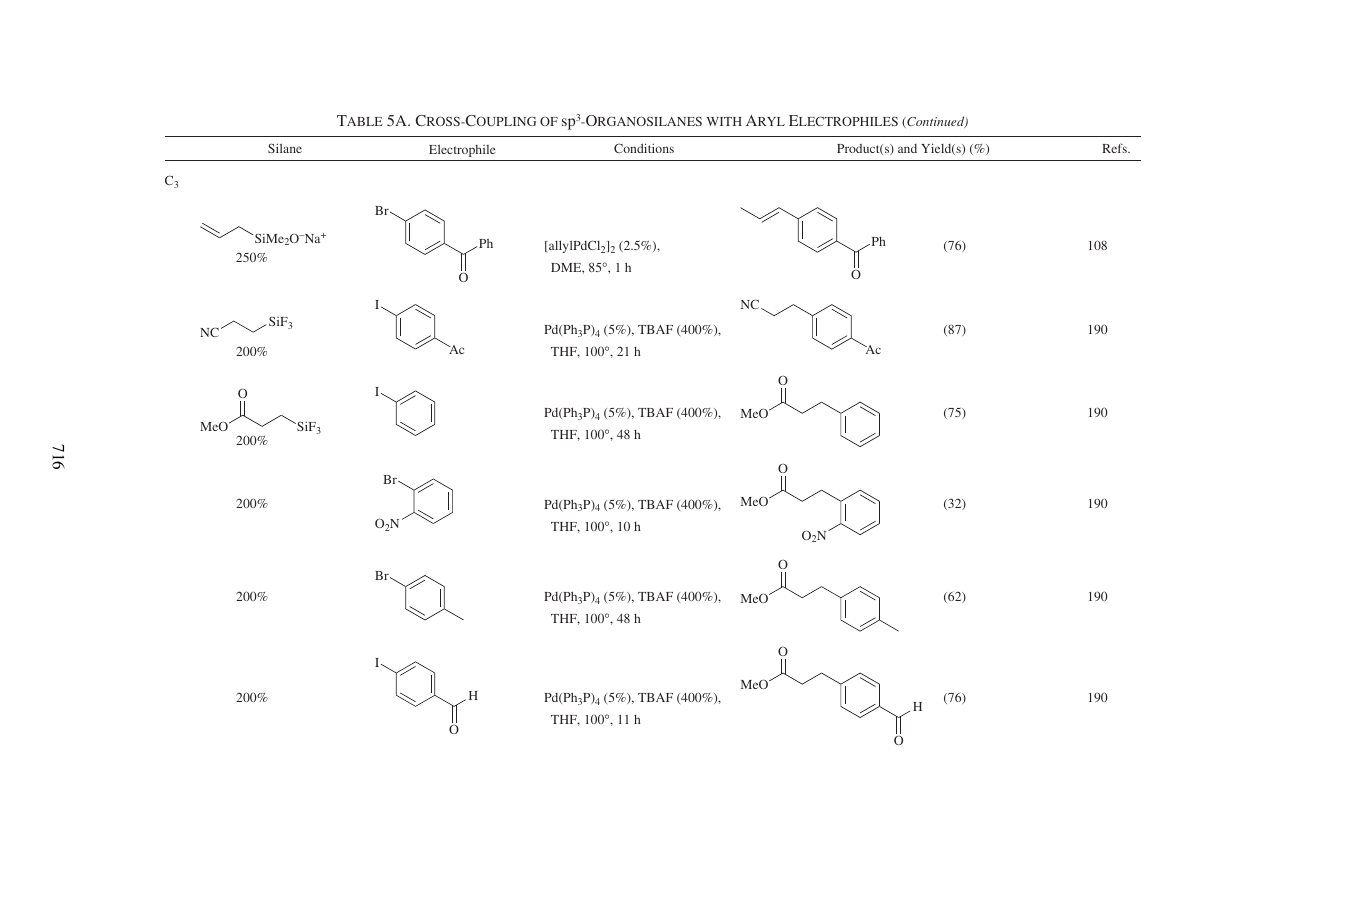 TABLE 5A. CROSS-COUPLING OF sp³-ORGANOSILANES WITH ARYL ELECTROPHILES (Continued)
Silane Electrophile Conditions Product(s) and Yield(s) (%) Refs.
C₃
SiMe₂O⁻Na⁺
250%
Br
Ph
O
[allylPdCl₂]₂ (2.5%),
DME, 85°, 1 h
Ph
O
(76)
108
NC
SiF₃
200%
I
Ac
Pd(Ph₃P)₄ (5%), TBAF (400%),
THF, 100°, 21 h
NC
Ac
(87)
190
O
MeO
SiF₃
200%
I
Pd(Ph₃P)₄ (5%), TBAF (400%),
THF, 100°, 48 h
O
MeO
(75)
190
200%
Br
O₂N
Pd(Ph₃P)₄ (5%), TBAF (400%),
THF, 100°, 10 h
O
MeO
O₂N
(32)
190
200%
Br
Pd(Ph₃P)₄ (5%), TBAF (400%),
THF, 100°, 48 h
O
MeO
(62)
190
200%
I
H
O
Pd(Ph₃P)₄ (5%), TBAF (400%),
THF, 100°, 11 h
O
MeO
H
O
(76)
190
716